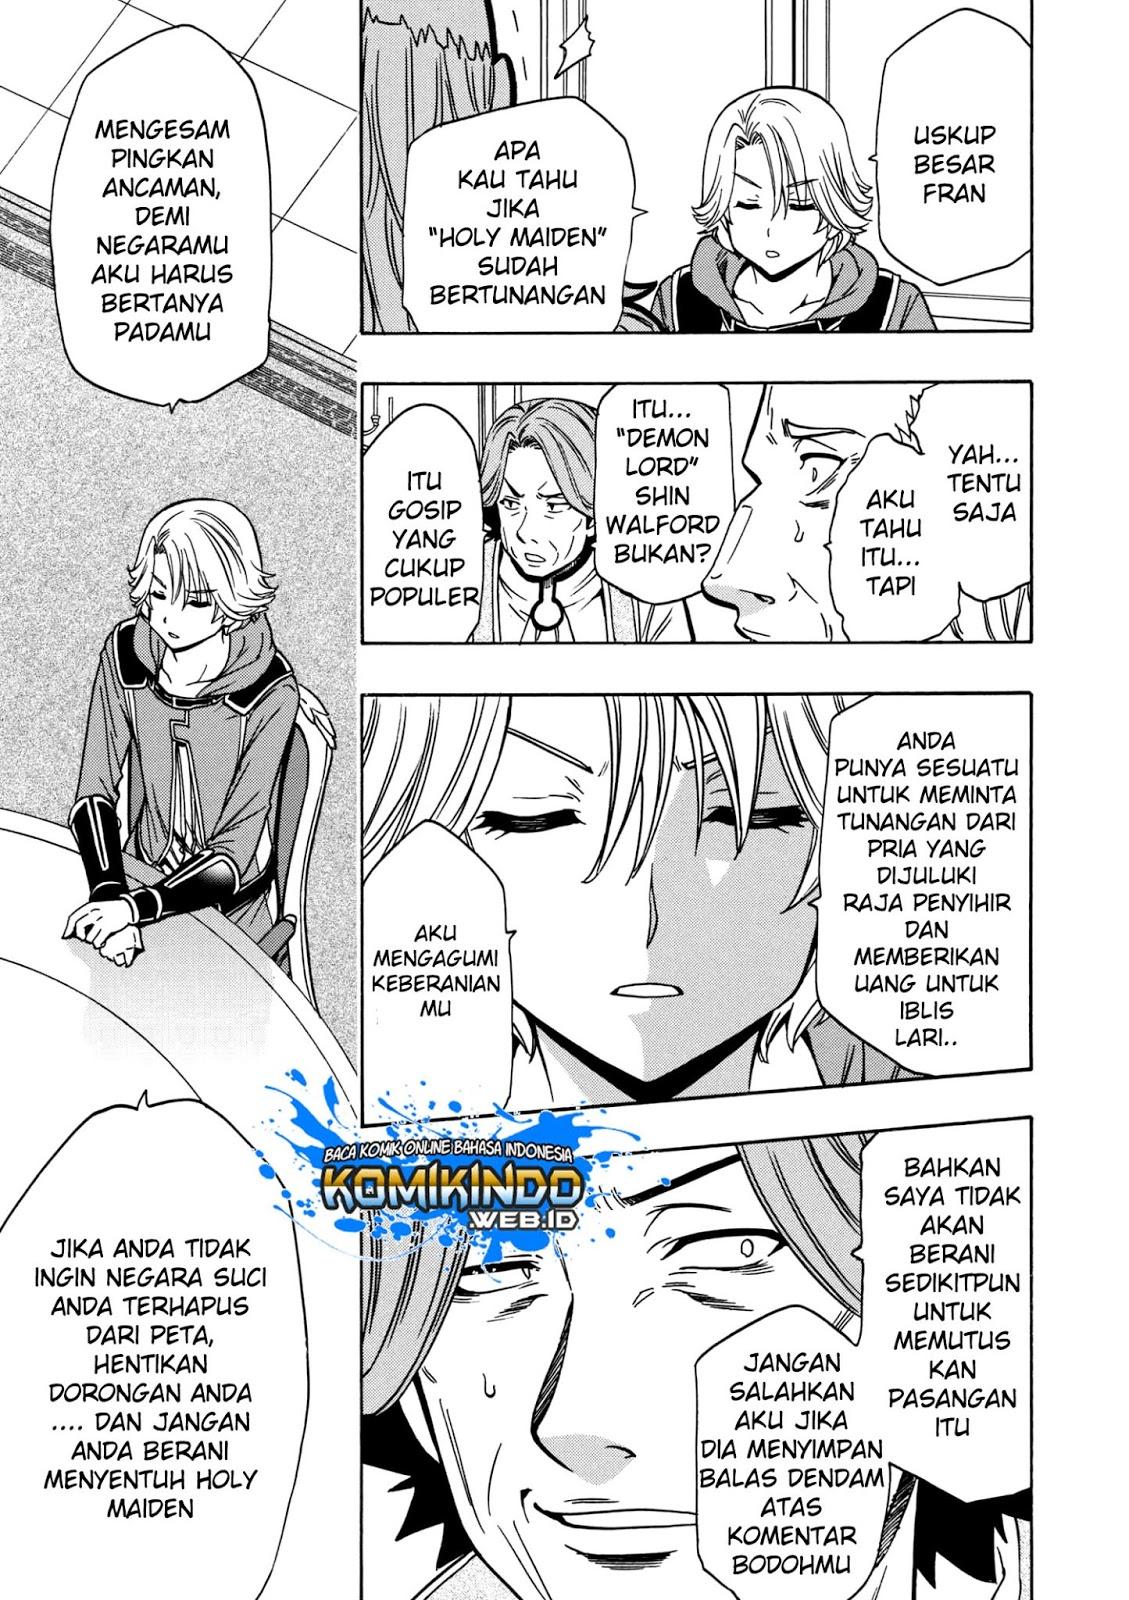 USKUP
BESAR
FRAN
APA
KAU TAHU
JIKA
"HOLY MAIDEN"
SUDAH
BERTUNANGAN
YAH...
TENTU
SAJA
AKU
TAHU
ITU...
TAPI
ITU...
"DEMON
LORD"
SHIN
WALFORD
BUKAN?
ITU
GOSIP
YANG
CUKUP
POPULER
ANDA
PUNYA SESUATU
UNTUK MEMINTA
TUNANGAN DARI
PRIA YANG
DIJULUKI
RAJA PENYIHIR
DAN
MEMBERIKAN
UANG UNTUK
IBLIS
LARI..
AKU
MENGAGUMI
KEBERANIAN
MU
BAHKAN
SAYA TIDAK
AKAN
BERANI
SEDIKITPUN
UNTUK
MEMUTUS
KAN
PASANGAN
ITU
JANGAN
SALAHKAN
AKU JIKA
DIA MENYIMPAN
BALAS DENDAM
ATAS
KOMENTAR
BODOHMU
MENGESAM
PINGKAN
ANCAMAN,
DEMI
NEGARAMU
AKU HARUS
BERTANYA
PADAMU
JIKA ANDA TIDAK
INGIN NEGARA SUCI
ANDA TERHAPUS
DARI PETA,
HENTIKAN
DORONGAN ANDA
.... DAN JANGAN
ANDA BERANI
MENYENTUH HOLY
MAIDEN
BACA KOMIK ONLINE BAHASA INDONESIA
KOMIKINDO
.WEB.ID